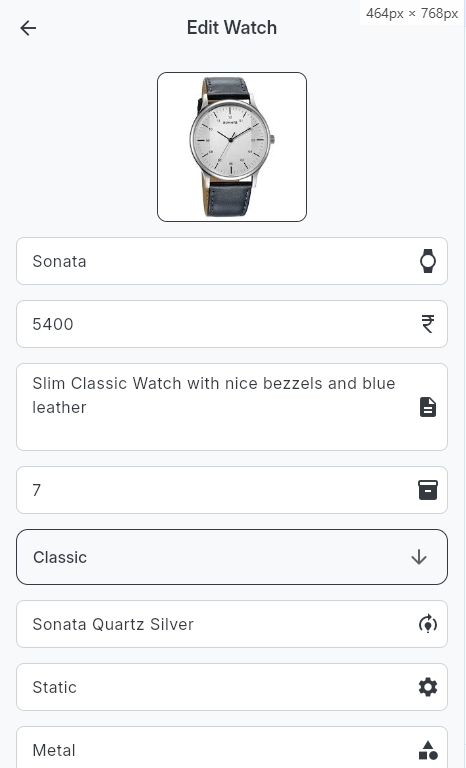 464px × 768px
Edit Watch
Sonata
5400
₹
Slim Classic Watch with nice bezzels and blue
leather
7
Classic
Sonata Quartz Silver
Static
Metal